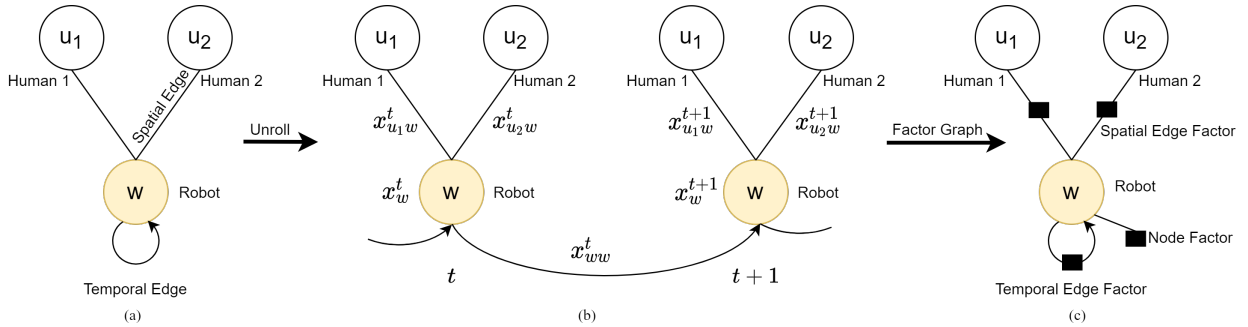 u₁
u₂
Human 1
Human 2
Spatial Edge
w
Robot
Temporal Edge
(a)
Unroll
u₁
u₂
Human 1
Human 2
x^t_{u₁w}
x^t_{u₂w}
x^t_w
w
Robot
x^t_{ww}
t
u₁
u₂
Human 1
Human 2
x^{t+1}_{u₁w}
x^{t+1}_{u₂w}
x^{t+1}_w
w
Robot
t + 1
(b)
Factor Graph
u₁
u₂
Human 1
Human 2
Spatial Edge Factor
w
Robot
Node Factor
Temporal Edge Factor
(c)